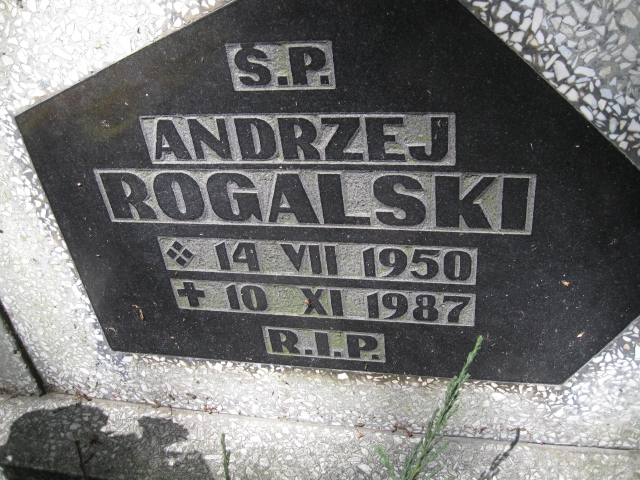 Ś.P.
ANDRZEJ
ROGALSKI
14 VII 1950
✝ 10 XI 1987
R.I.P.